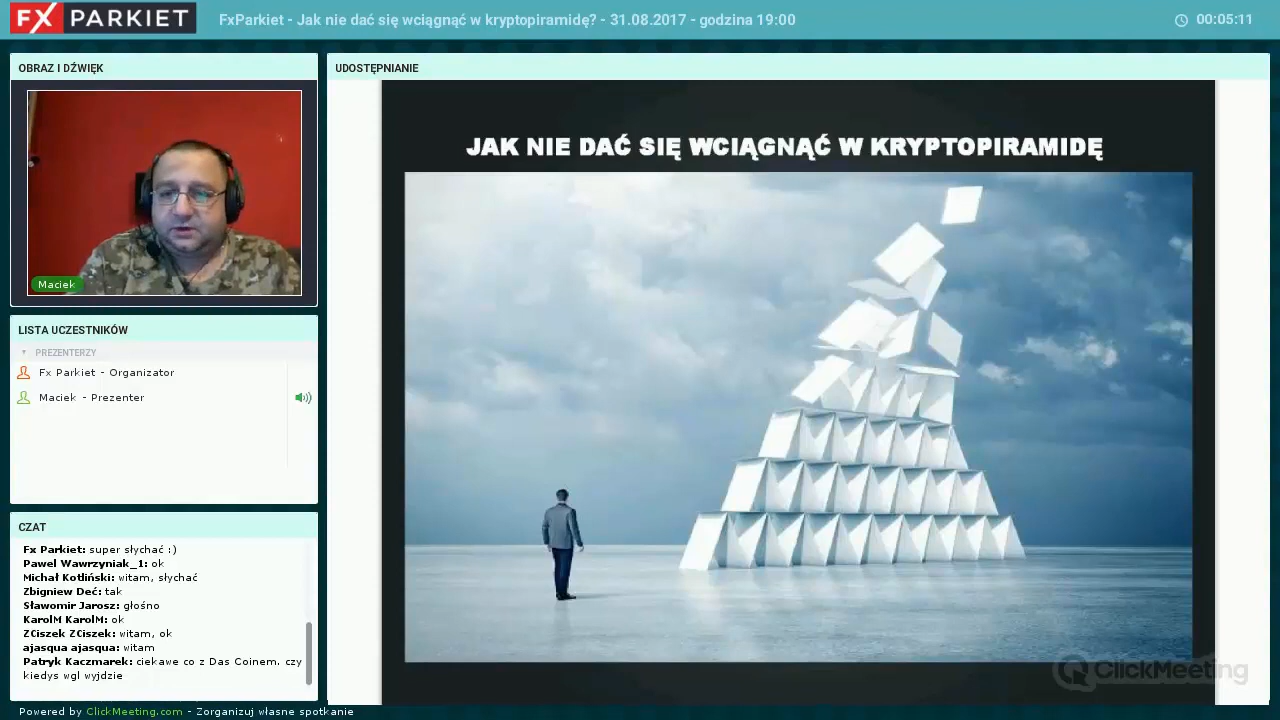 FX PARKIET
FxParkiet - Jak nie dać się wciągnąć w kryptopiramidę? - 31.08.2017 - godzina 19:00
00:05:11
OBRAZ I DŹWIĘK
Maciek
LISTA UCZESTNIKÓW
PREZENTERZY
Fx Parkiet - Organizator
Maciek - Prezenter
CZAT
Fx Parkiet: super słychać :)
Pawel Wawrzyniak_1: ok
Michał Kotliński: witam, słychać
Zbigniew Deć: tak
Sławomir Jarosz: głośno
KarolM KarolM: ok
ZCiszek ZCiszek: witam, ok
ajasqua ajasqua: witam
Patryk Kaczmarek: ciekawe co z Das Coinem. czy
kiedys wgl wyjdzie
UDOSTĘPNIANIE
JAK NIE DAĆ SIĘ WCIĄGNĄĆ W KRYPTOPIRAMIDĘ
ClickMeeting
Powered by ClickMeeting.com - Zorganizuj własne spotkanie